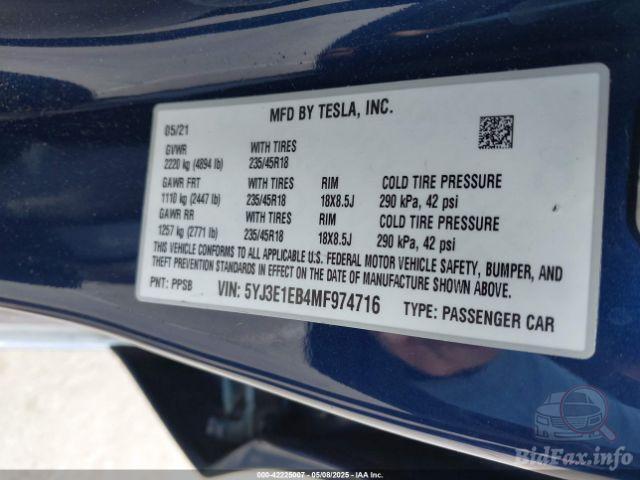 MFD BY TESLA, INC.
05/21
GVWR WITH TIRES
2220 kg (4894 lb) 235/45R18
GAWR FRT WITH TIRES RIM COLD TIRE PRESSURE
1110 kg (2447 lb) 235/45R18 18X8.5J 290 kPa, 42 psi
GAWR RR WITH TIRES RIM COLD TIRE PRESSURE
1257 kg (2771 lb) 235/45R18 18X8.5J 290 kPa, 42 psi
THIS VEHICLE CONFORMS TO ALL APPLICABLE U.S. FEDERAL MOTOR VEHICLE SAFETY, BUMPER, AND
THEFT PREVENTION STANDARDS IN EFFECT ON THE DATE OF MANUFACTURE SHOWN ABOVE.
PNT: PPSB VIN: 5YJ3E1EB4MF974716 TYPE: PASSENGER CAR
BidFax.info
000-42225007 - 05/08/2025 - IAA Inc.